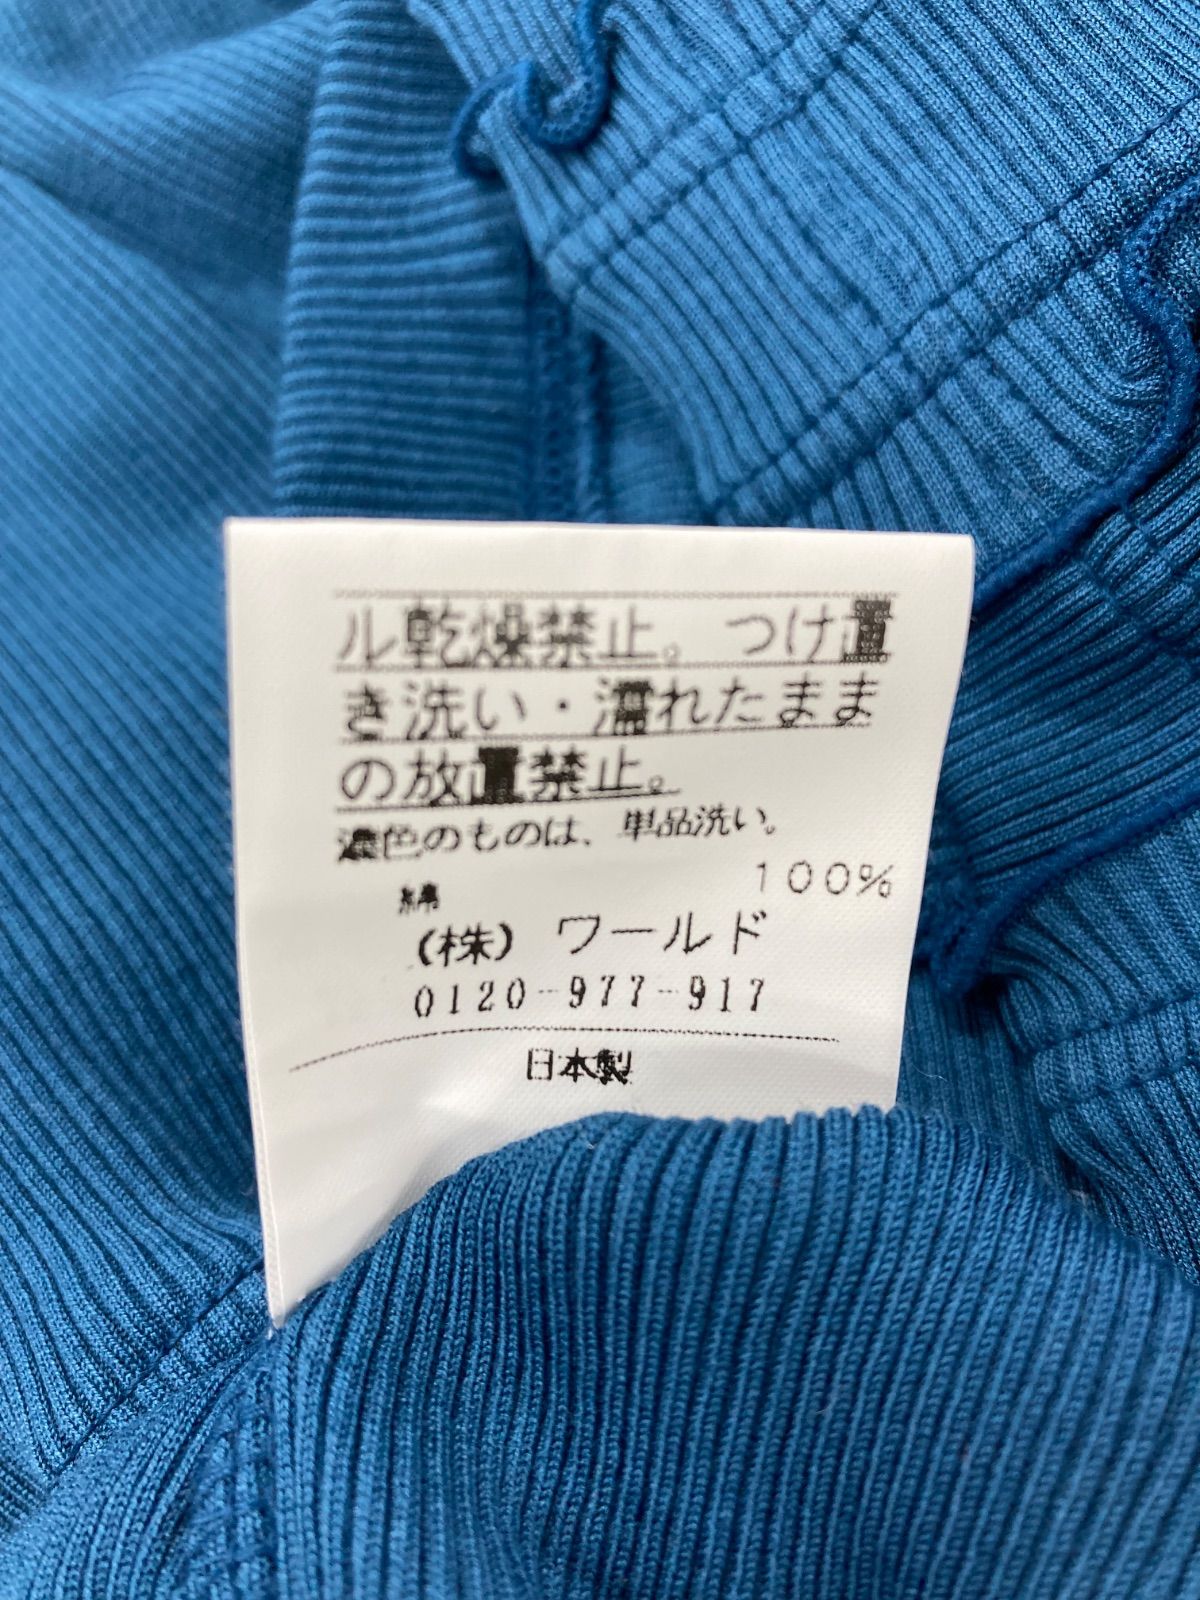 ル乾燥禁止。つけ置
き洗い・濡れたまま
の放置禁止。
濃色のものは、単品洗い。
綿 100%
(株) ワールド
0120-977-917
日本製